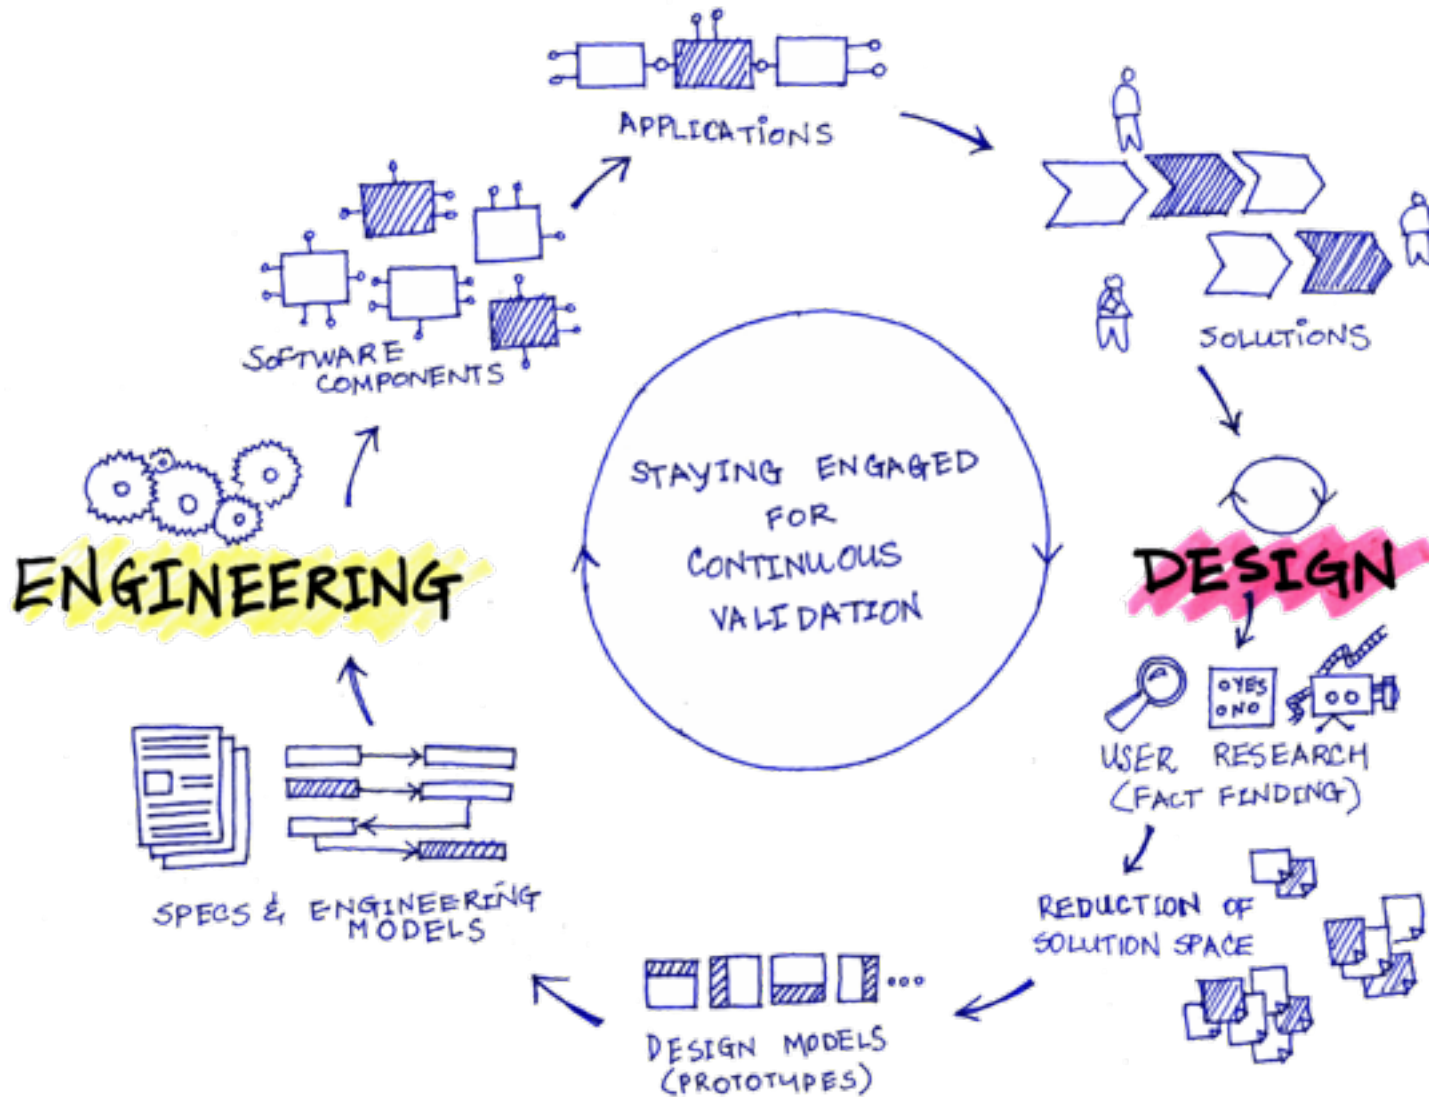 APPLICATIONS
SOLUTIONS
SOFTWARE
COMPONENTS
STAYING ENGAGED
FOR
CONTINUOUS
VALIDATION
ENGINEERING
DESIGN
YES
NO
USER RESEARCH
(FACT FINDING)
REDUCTION OF
SOLUTION SPACE
SPECS & ENGINEERING
MODELS
DESIGN MODELS
(PROTOTYPES)